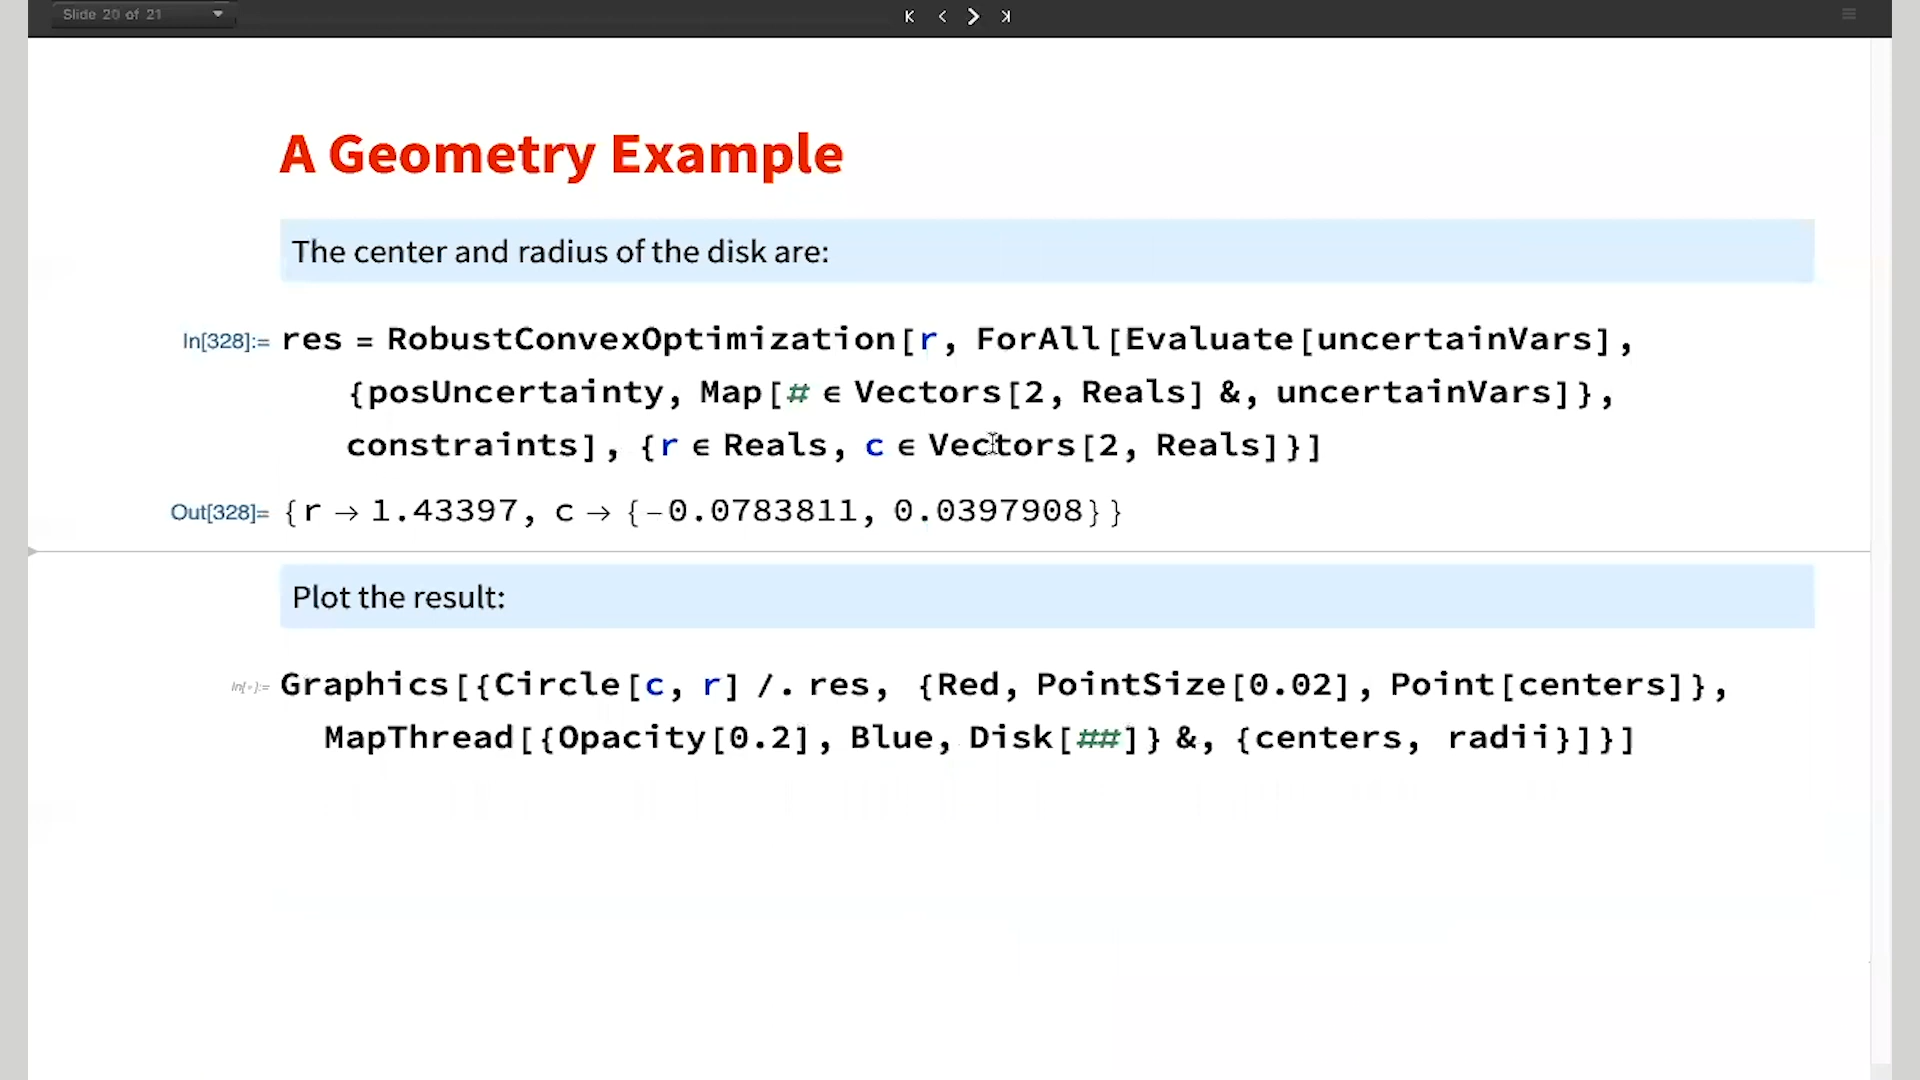 Slide 20 of 21
A Geometry Example
The center and radius of the disk are:
In[328]:= res = RobustConvexOptimization[r, ForAll[Evaluate[uncertainVars],
{posUncertainty, Map[# ∈ Vectors[2, Reals] &, uncertainVars]},
constraints], {r ∈ Reals, c ∈ Vectors[2, Reals]}]
Out[328]= {r → 1.43397, c → {-0.0783811, 0.0397908}}
Plot the result:
In[∘]:= Graphics[{Circle[c, r] /. res, {Red, PointSize[0.02], Point[centers]},
MapThread[{Opacity[0.2], Blue, Disk[##]} &, {centers, radii}]}]